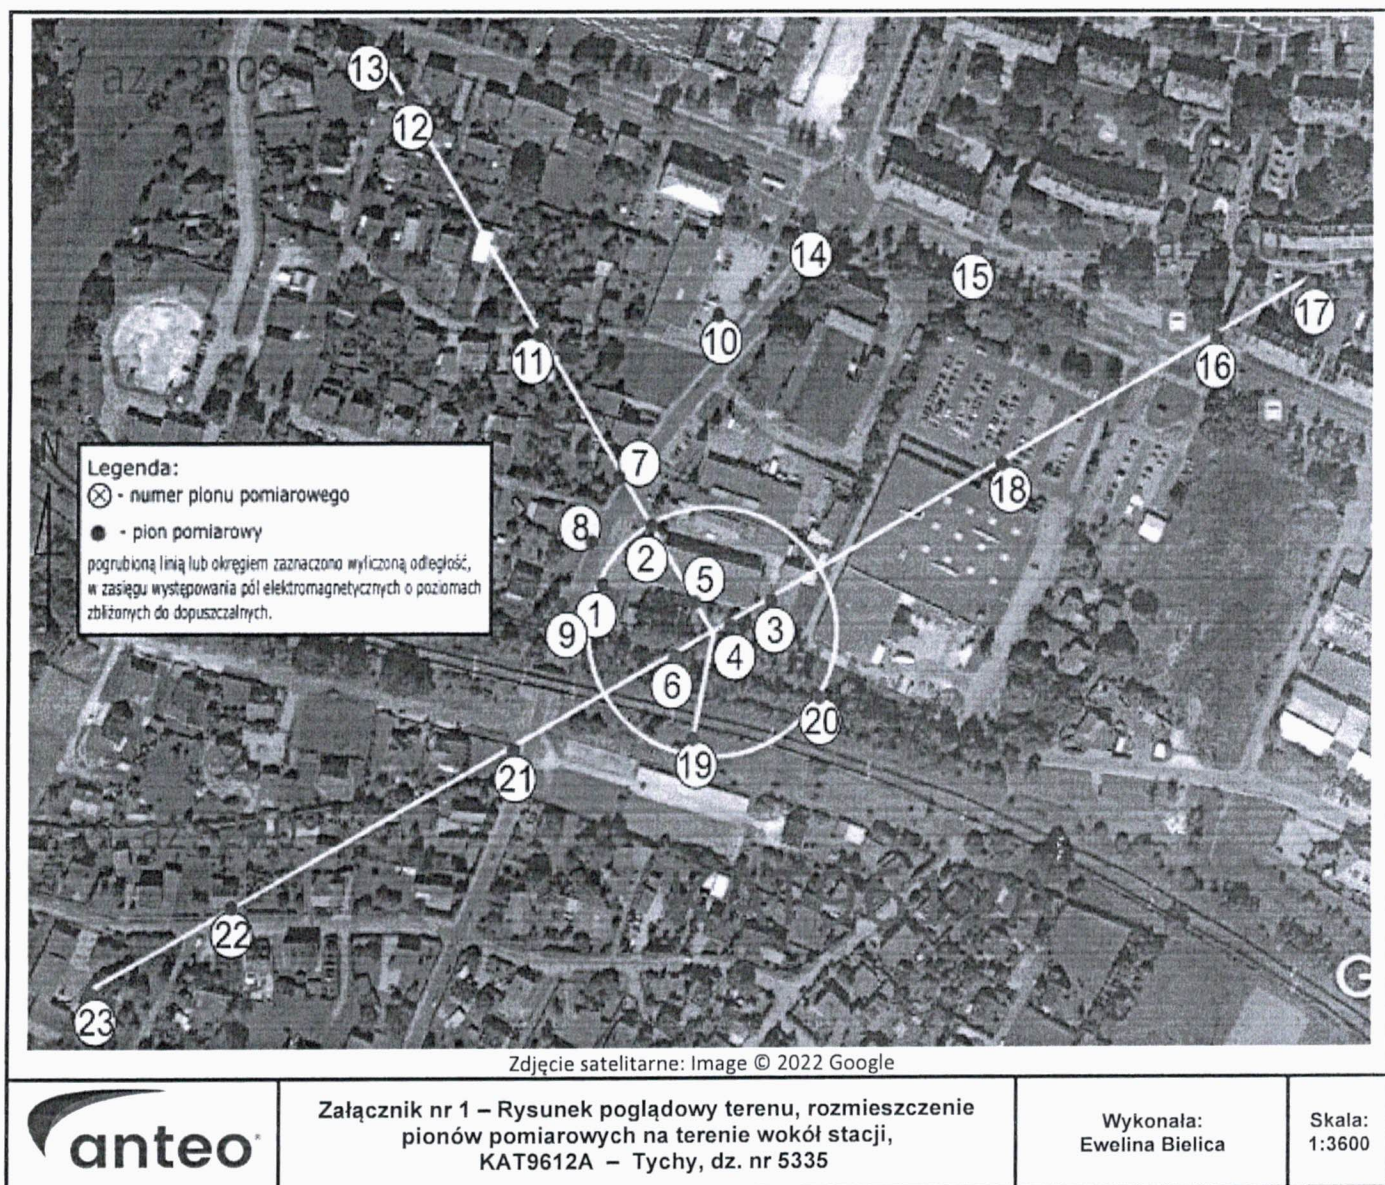 13
12
14
15
17
10
11
16
7
18
8
2
5
1
3
9
4
6
20
19
21
22
23
N
Legenda:
- numer pionu pomiarowego
- pion pomiarowy
pogrubioną linią lub okręgiem zaznaczono wyliczoną odległość,
w zasięgu występowania pól elektromagnetycznych o poziomach
zbliżonych do dopuszczalnych.
G
Zdjęcie satelitarne: Image © 2022 Google
anteo®
Załącznik nr 1 – Rysunek poglądowy terenu, rozmieszczenie
pionów pomiarowych na terenie wokół stacji,
KAT9612A – Tychy, dz. nr 5335
Wykonała:
Ewelina Bielica
Skala:
1:3600